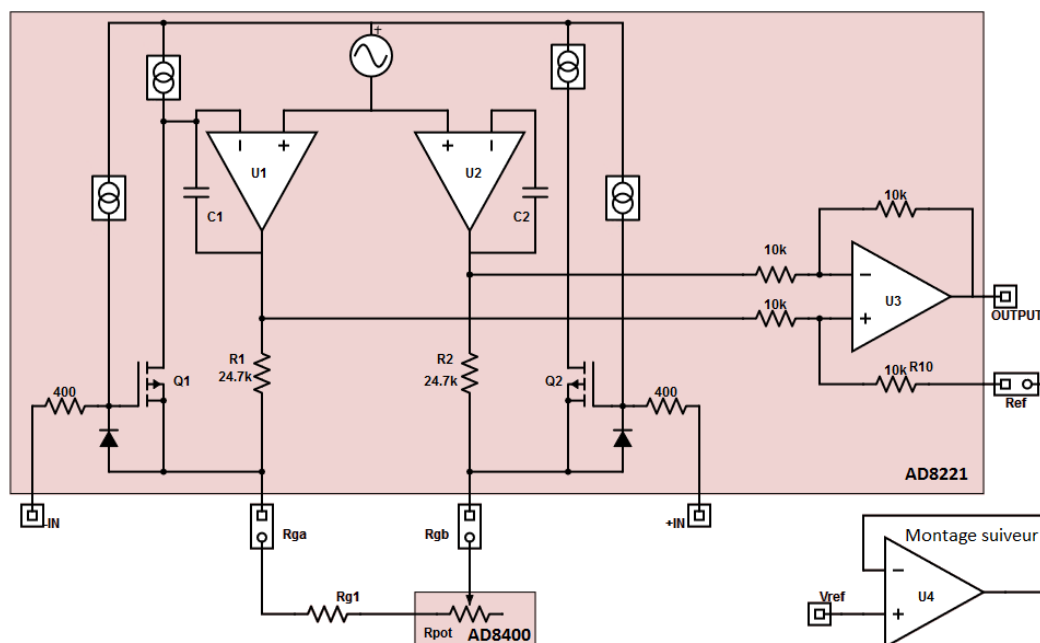 +
U1
U2
C1
C2
10k
10k
U3
10k
OUTPUT
R1
24.7k
R2
24.7k
Q1
Q2
400
400
10k
R10
Ref
AD8221
-IN
Rga
Rgb
+IN
Montage suiveur
U4
Vref
Rg1
Rpot
AD8400